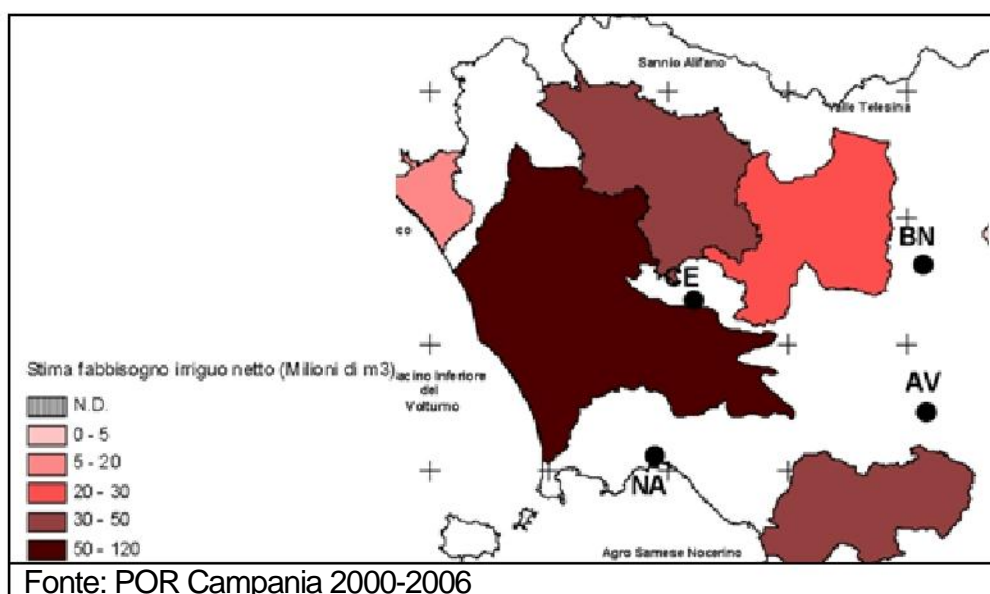 Sannio Alifano
Valle Telesina
co
BN
CE
Stima fabbisogno irriguo netto (Milioni di m3)
acino Inferiore
del
Volturno
N.D.
0 - 5
5 - 20
20 - 30
30 - 50
50 - 120
AV
NA
Agro Sarnese Nocerino
Fonte: POR Campania 2000-2006